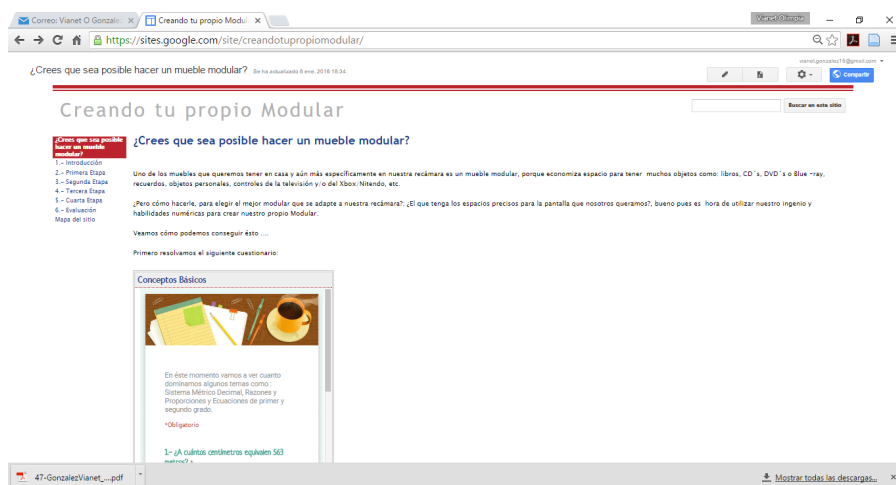 Correo: Vianet O Gonzale
Creando tu propio Modul
Vianet Olimpia
https://sites.google.com/site/creandotupropiomodular/
vianet.gonzalez15@gmail.com
¿Crees que sea posible hacer un mueble modular? Se ha actualizado 8 ene. 2016 18:34
Compartir
Creando tu propio Modular
Buscar en este sitio
¿Crees que sea posible
hacer un mueble
modular?
1.- Introducción
2.- Primera Etapa
3.- Segunda Etapa
4.- Tercera Etapa
5.- Cuarta Etapa
6.- Evaluación
Mapa del sitio
¿Crees que sea posible hacer un mueble modular?
Uno de los muebles que queremos tener en casa y aún más específicamente en nuestra recámara es un mueble modular, porque economiza espacio para tener muchos objetos como: libros, CD´s, DVD´s o Blue -ray,
recuerdos, objetos personales, controles de la televisión y/o del Xbox/Nitendo, etc.
¿Pero cómo hacerle, para elegir el mejor modular que se adapte a nuestra recámara?; ¿El que tenga los espacios precisos para la pantalla que nosotros queramos?, bueno pues es hora de utilizar nuestro ingenio y
habilidades numéricas para crear nuestro propio Modular.
Veamos cómo podemos conseguir ésto ....
Primero resolvamos el siguiente cuestionario:
Conceptos Básicos
En éste momento vamos a ver cuanto
dominamos algunos temas como :
Sistema Métrico Decimal, Razones y
Proporciones y Ecuaciones de primer y
segundo grado.
*Obligatorio
1.- ¿A cuántos centímetros equivalen 563
metros? *
47-GonzalezVianet_....pdf
Mostrar todas las descargas...